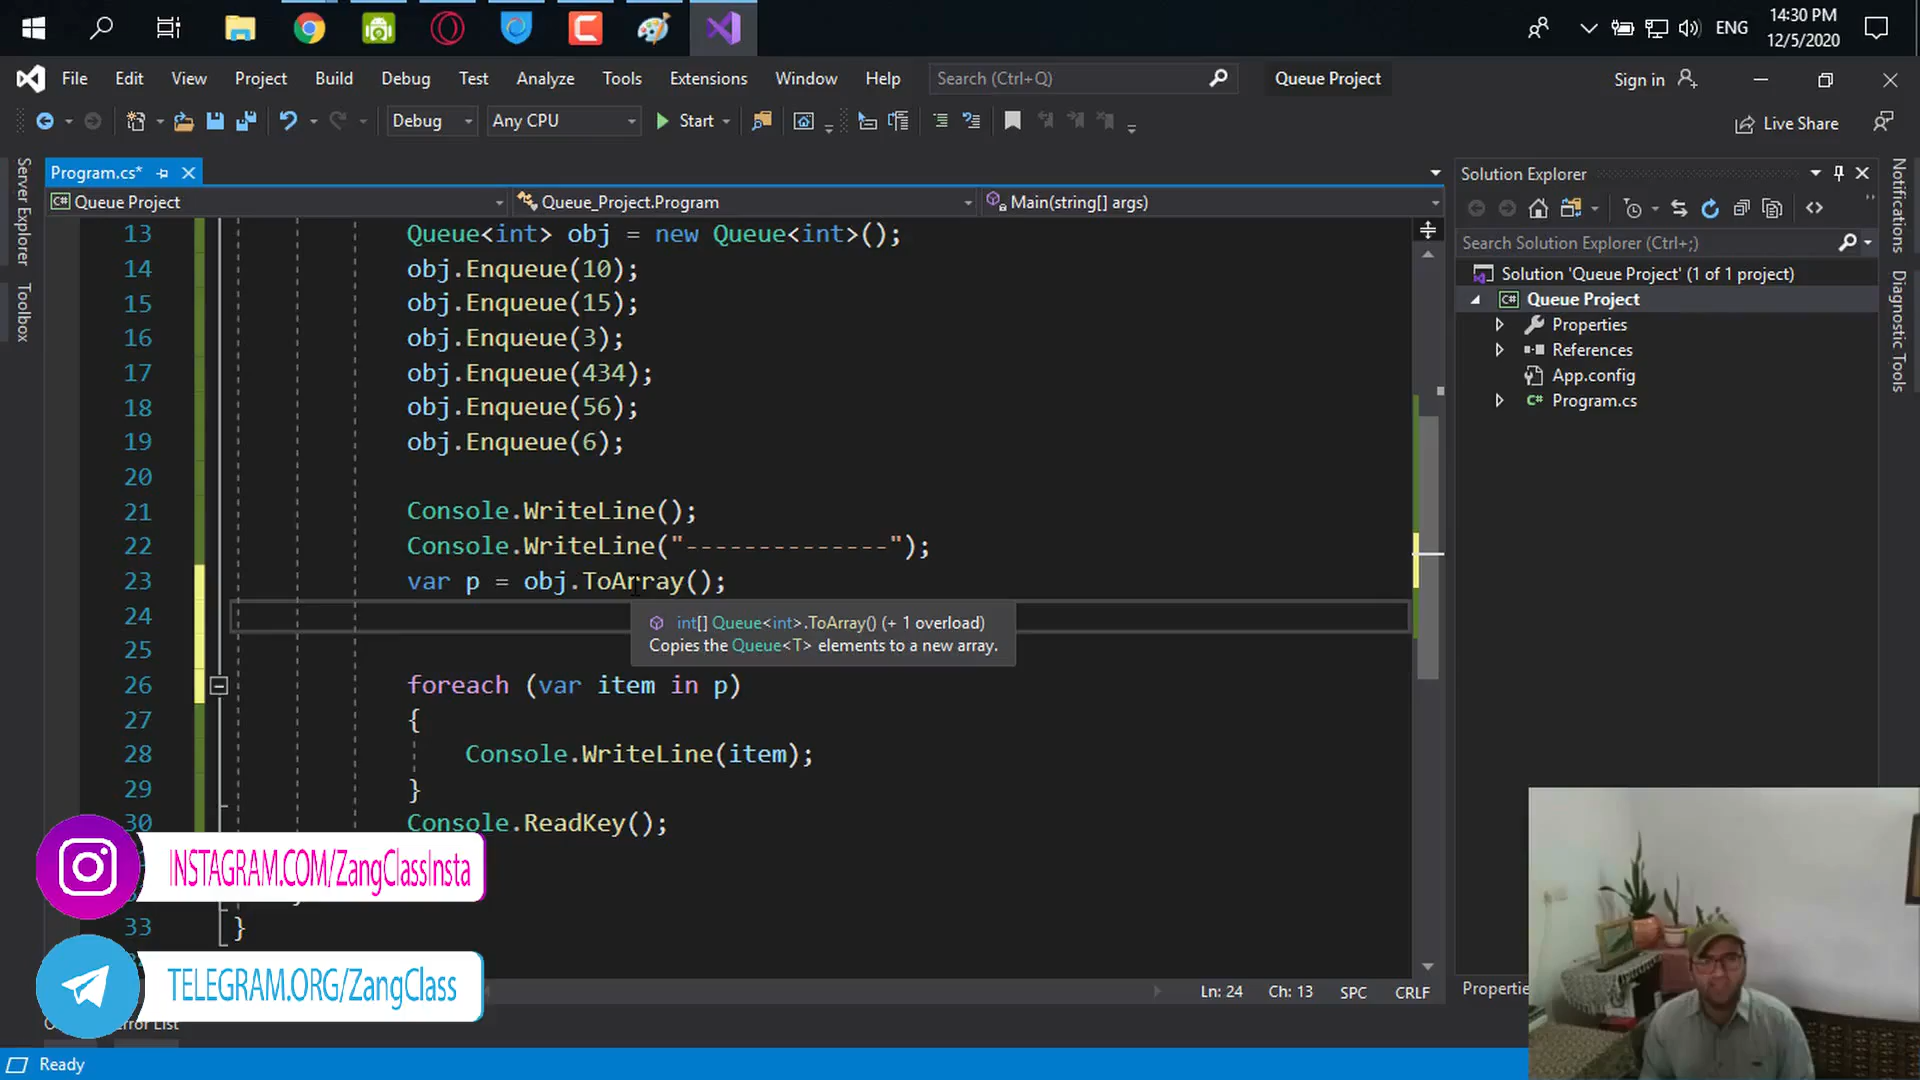 14:30 PM
ENG
12/5/2020
File Edit View Project Build Debug Test Analyze Tools Extensions Window Help Search (Ctrl+Q) Queue Project Sign in
Debug Any CPU Start Live Share
Server Explorer
Toolbox
Program.cs*
Queue Project Queue_Project.Program Main(string[] args)
13 Queue<int> obj = new Queue<int>();
14 obj.Enqueue(10);
15 obj.Enqueue(15);
16 obj.Enqueue(3);
17 obj.Enqueue(434);
18 obj.Enqueue(56);
19 obj.Enqueue(6);
20
21 Console.WriteLine();
22 Console.WriteLine("--------------");
23 var p = obj.ToArray();
24
int[] Queue<int>.ToArray() (+ 1 overload)
Copies the Queue<T> elements to a new array.
25
26 foreach (var item in p)
27 {
28 Console.WriteLine(item);
29 }
30 Console.ReadKey();
33 }
INSTAGRAM.COM/ZangClassInsta
TELEGRAM.ORG/ZangClass
Ln: 24 Ch: 13 SPC CRLF
Ready
Solution Explorer
Search Solution Explorer (Ctrl+;)
Solution 'Queue Project' (1 of 1 project)
Queue Project
Properties
References
App.config
Program.cs
Notifications
Diagnostic Tools